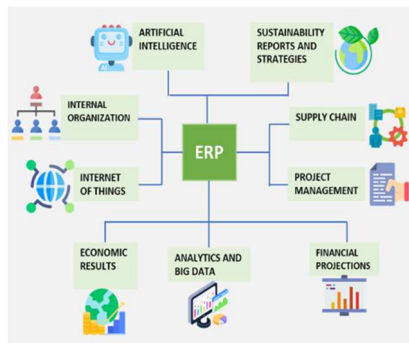 ARTIFICIAL
INTELLIGENCE
SUSTAINABILITY
REPORTS AND
STRATEGIES
INTERNAL
ORGANIZATION
SUPPLY CHAIN
ERP
INTERNET
OF THINGS
PROJECT
MANAGEMENT
ECONOMIC
RESULTS
ANALYTICS AND
BIG DATA
FINANCIAL
PROJECTIONS